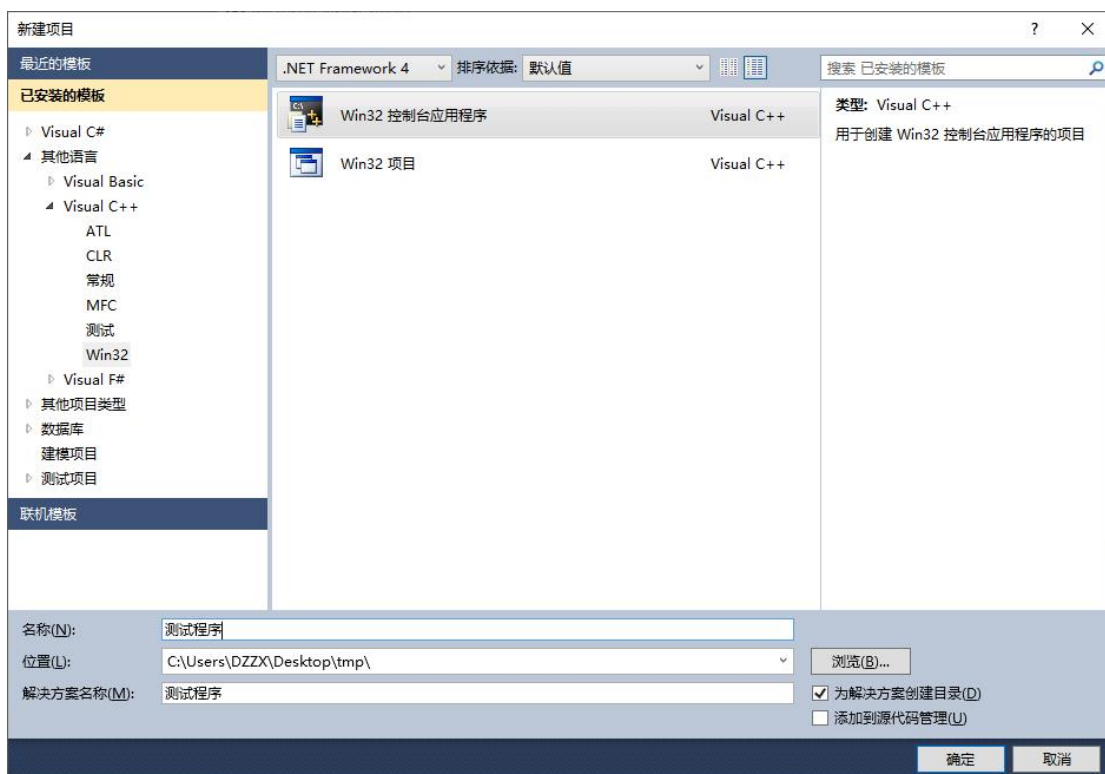 新建项目
? ×
最近的模板
已安装的模板
Visual C#
其他语言
Visual Basic
Visual C++
ATL
CLR
常规
MFC
测试
Win32
Visual F#
其他项目类型
数据库
建模项目
测试项目
联机模板
.NET Framework 4 排序依据: 默认值
Win32 控制台应用程序 Visual C++
Win32 项目 Visual C++
搜索 已安装的模板
类型: Visual C++
用于创建 Win32 控制台应用程序的项目
名称(N): 测试程序
位置(L): C:\Users\DZZX\Desktop\tmp\ 浏览(B)...
解决方案名称(M): 测试程序
为解决方案创建目录(D)
添加到源代码管理(U)
确定 取消